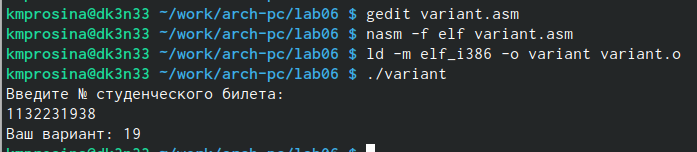 kmprosina@dk3n33 ~/work/arch-pc/lab06 $ gedit variant.asm
kmprosina@dk3n33 ~/work/arch-pc/lab06 $ nasm -f elf variant.asm
kmprosina@dk3n33 ~/work/arch-pc/lab06 $ ld -m elf_i386 -o variant variant.o
kmprosina@dk3n33 ~/work/arch-pc/lab06 $ ./variant
Введите № студенческого билета:
1132231938
Ваш вариант: 19
kmprosina@dk3n33 ~/work/arch-pc/lab06 $